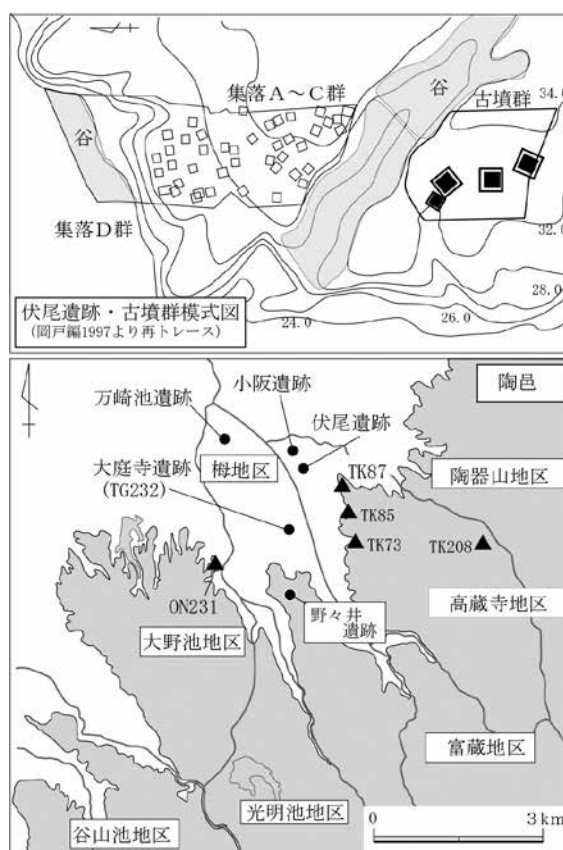 谷
集落A～C群
谷
古墳群
34.0
集落D群
32.0
28.0
26.0
24.0
伏尾遺跡・古墳群模式図
(岡戸編1997より再トレース)
陶邑
小阪遺跡
万崎池遺跡
伏尾遺跡
栂地区
TK87
陶器山地区
大庭寺遺跡
(TG232)
TK85
TK73
TK208
ON231
野々井
遺跡
高蔵寺地区
大野池地区
富蔵地区
光明池地区
谷山池地区
0
3km